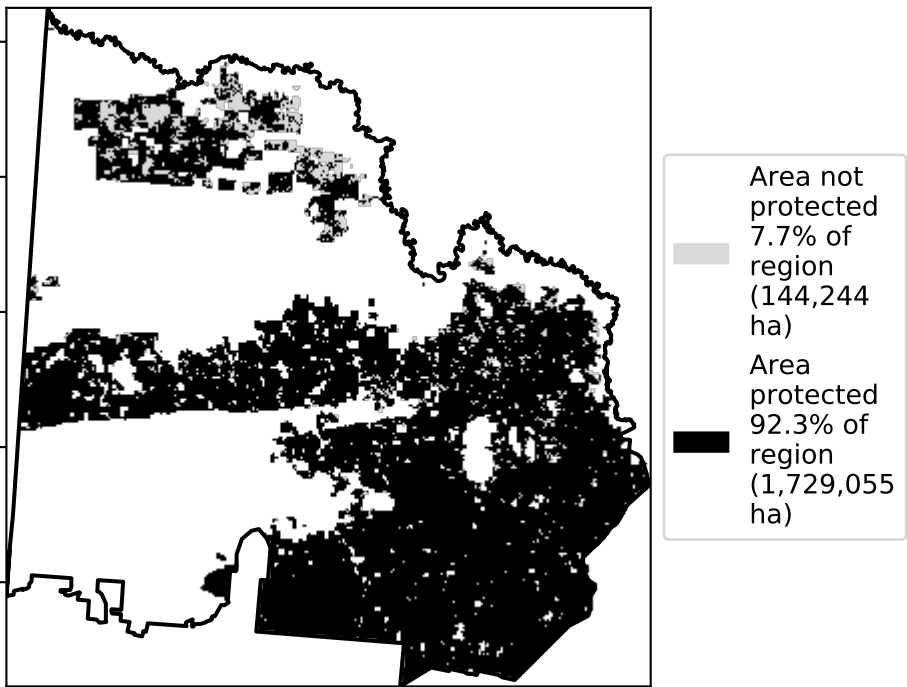 Area not
protected
7.7% of
region
(144,244
ha)
Area
protected
92.3% of
region
(1,729,055
ha)